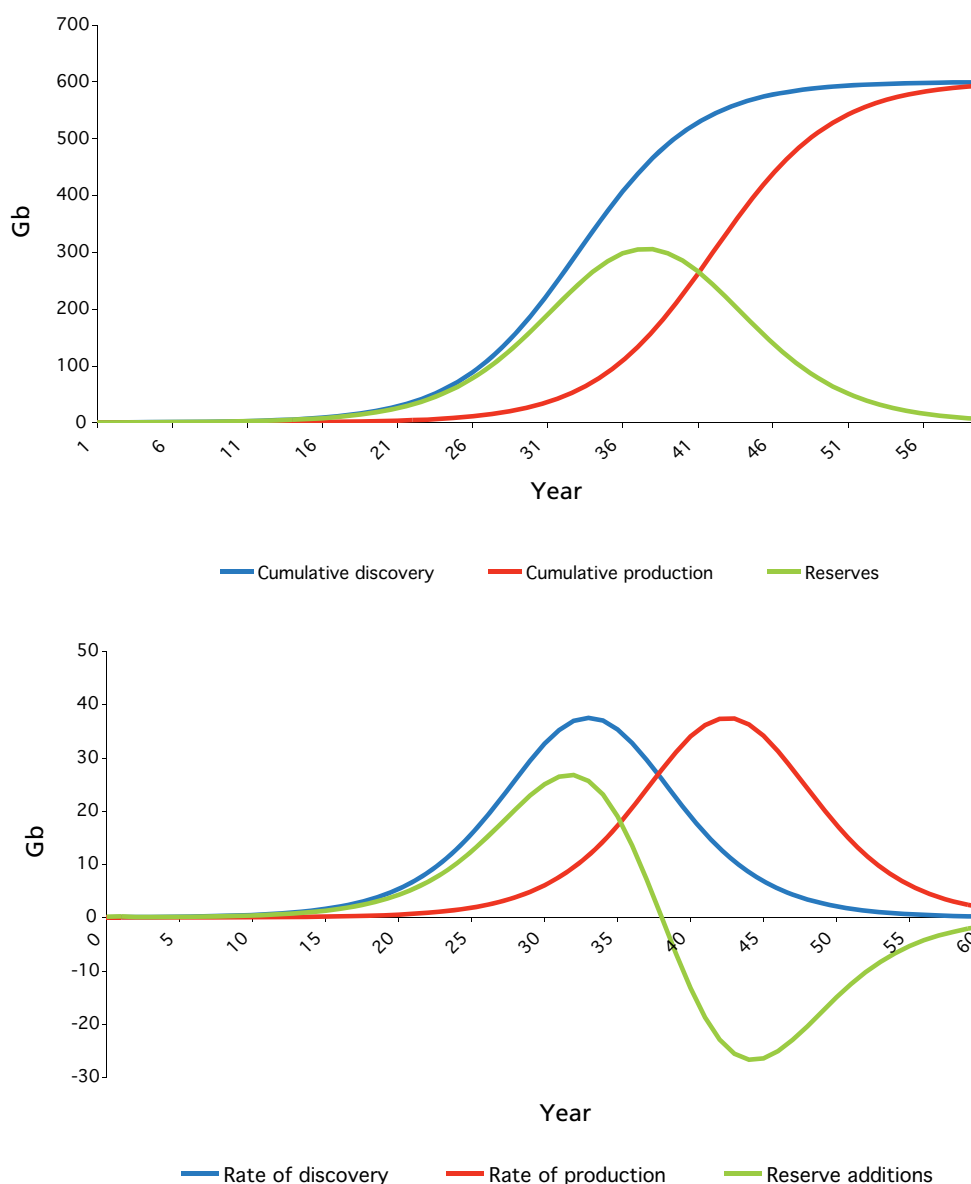 700
600
500
400
300
200
100
0
Gb
1 6 11 16 21 26 31 36 41 46 51 56
Year
Cumulative discovery Cumulative production Reserves
50
40
30
20
10
0
-10
-20
-30
Gb
0 5 10 15 20 25 30 35 40 45 50 55 60
Year
Rate of discovery Rate of production Reserve additions